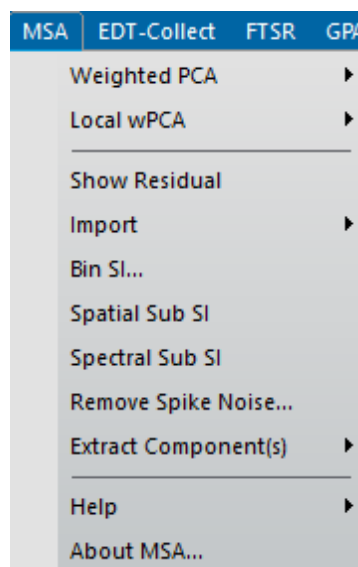 MSA EDT-Collect FTSR GPA
Weighted PCA
Local wPCA
Show Residual
Import
Bin SI...
Spatial Sub SI
Spectral Sub SI
Remove Spike Noise...
Extract Component(s)
Help
About MSA...